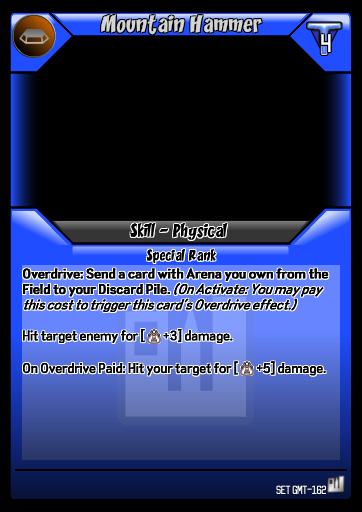 Mountain Hammer
4
Skill - Physical
Special Rank
Overdrive: Send a card with Arena you own from the
Field to your Discard Pile. (On Activate: You may pay
this cost to trigger this card's Overdrive effect.)
Hit target enemy for [ +3] damage.
On Overdrive Paid: Hit your target for [ +5] damage.
SET GMT-162